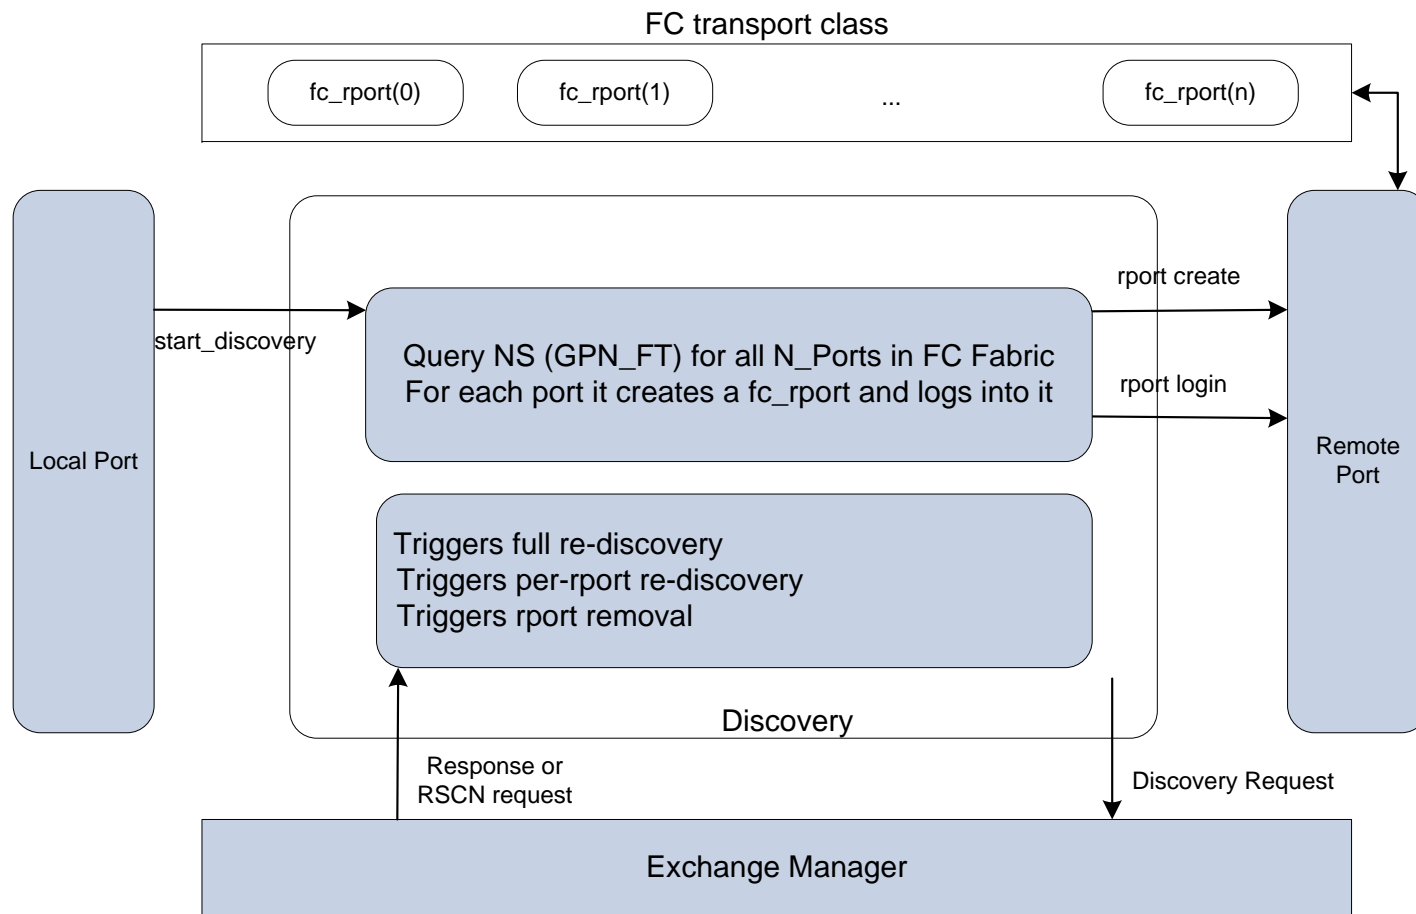 FC transport class
fc_rport(0)
fc_rport(1)
...
fc_rport(n)
rport create
start_discovery
Query NS (GPN_FT) for all N_Ports in FC Fabric
For each port it creates a fc_rport and logs into it
rport login
Local Port
Remote
Port
Triggers full re-discovery
Triggers per-rport re-discovery
Triggers rport removal
Discovery
Response or
RSCN request
Discovery Request
Exchange Manager